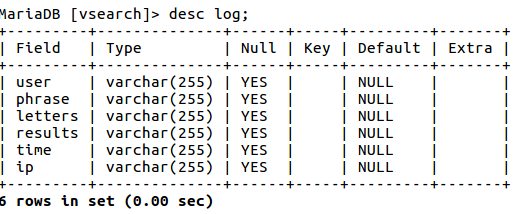 MariaDB [vsearch]> desc log;
+---------+--------------+------+-----+---------+-------+
| Field   | Type         | Null | Key | Default | Extra |
+---------+--------------+------+-----+---------+-------+
| user    | varchar(255) | YES  |     | NULL    |       |
| phrase  | varchar(255) | YES  |     | NULL    |       |
| letters | varchar(255) | YES  |     | NULL    |       |
| results | varchar(255) | YES  |     | NULL    |       |
| time    | varchar(255) | YES  |     | NULL    |       |
| ip      | varchar(255) | YES  |     | NULL    |       |
+---------+--------------+------+-----+---------+-------+
6 rows in set (0.00 sec)